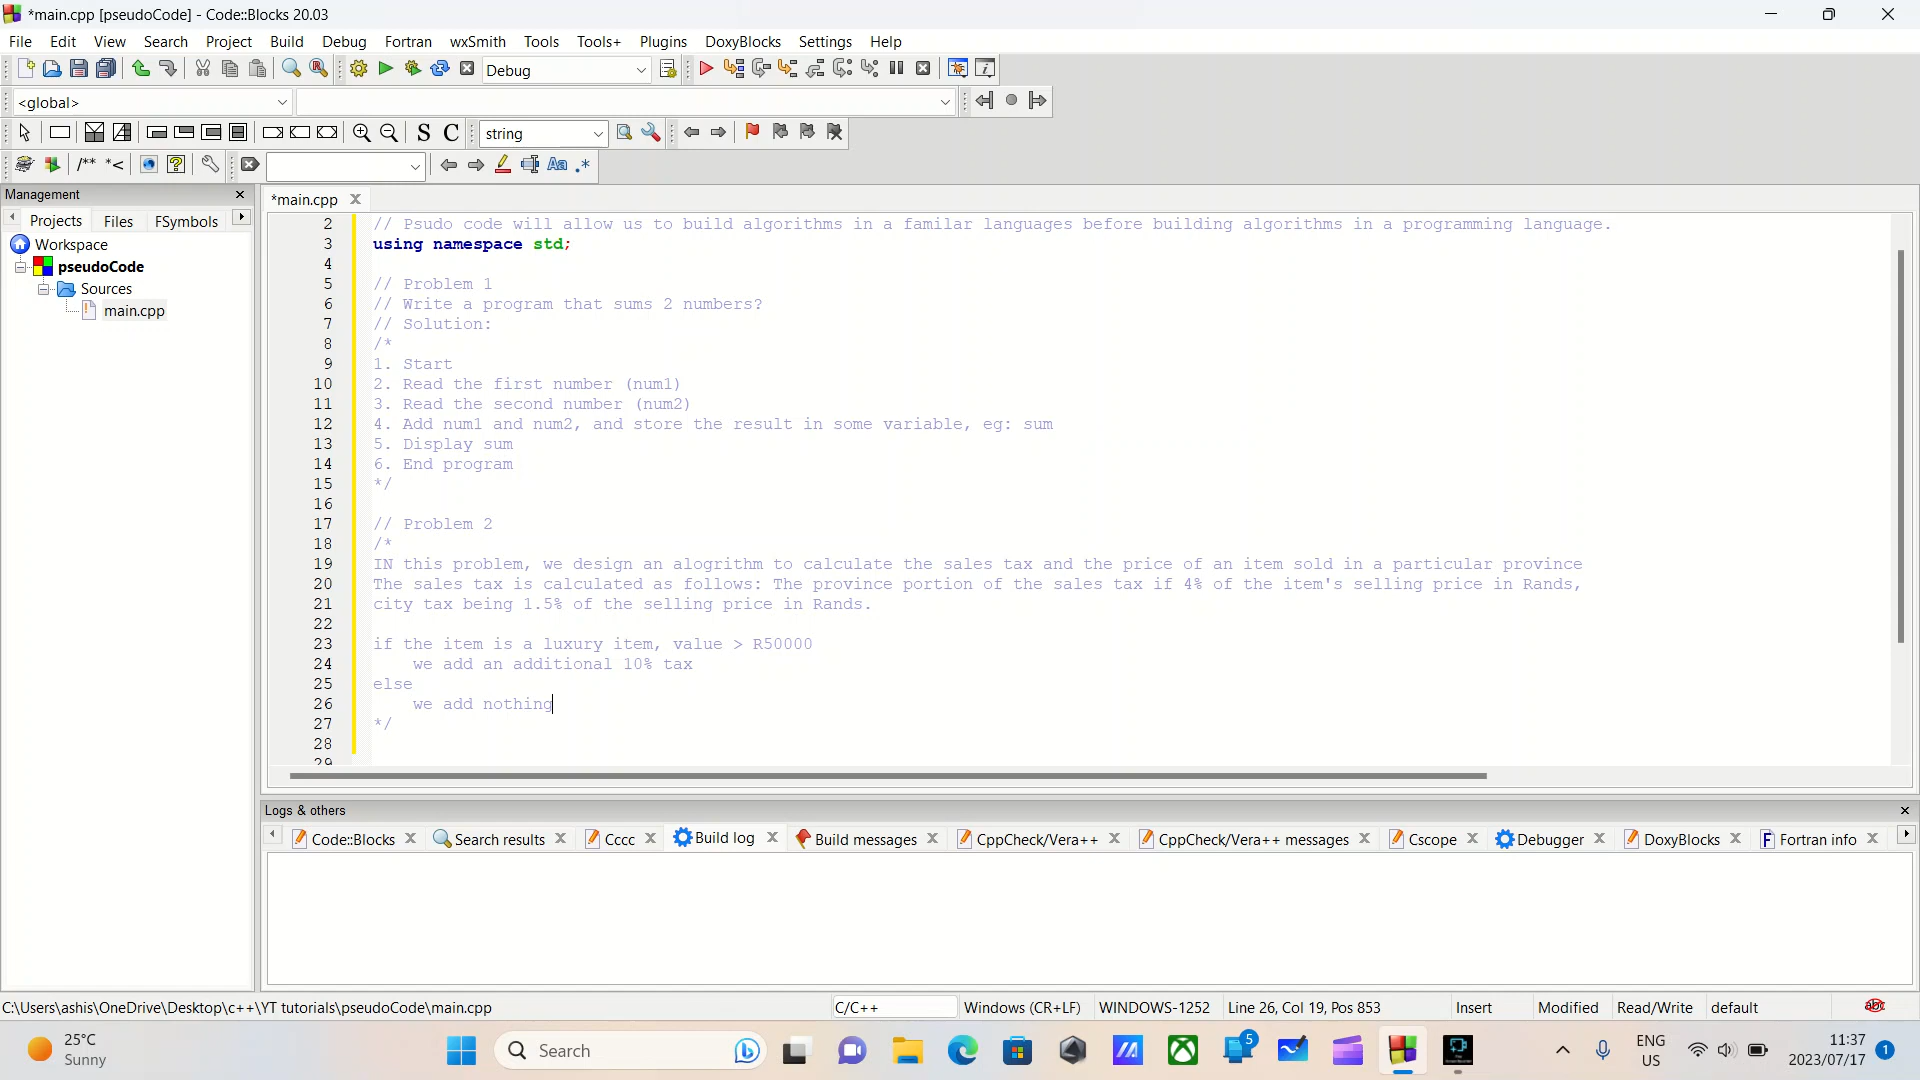 *main.cpp [pseudoCode] - Code::Blocks 20.03
File Edit View Search Project Build Debug Fortran wxSmith Tools Tools+ Plugins DoxyBlocks Settings Help
Debug
<global>
S C string
/** *<
Aa .*
Management
*main.cpp
Projects Files FSymbols
Workspace
pseudoCode
Sources
main.cpp
2 // Psudo code will allow us to build algorithms in a familar languages before building algorithms in a programming language.
3 using namespace std;
4
5 // Problem 1
6 // Write a program that sums 2 numbers?
7 // Solution:
8 /*
9 1. Start
10 2. Read the first number (num1)
11 3. Read the second number (num2)
12 4. Add num1 and num2, and store the result in some variable, eg: sum
13 5. Display sum
14 6. End program
15 */
16
17 // Problem 2
18 /*
19 IN this problem, we design an alogrithm to calculate the sales tax and the price of an item sold in a particular province
20 The sales tax is calculated as follows: The province portion of the sales tax if 4% of the item's selling price in Rands,
21 city tax being 1.5% of the selling price in Rands.
22
23 if the item is a luxury item, value > R50000
24 we add an additional 10% tax
25 else
26 we add nothing
27 */
28
29
Logs & others
Code::Blocks Search results Cccc Build log Build messages CppCheck/Vera++ CppCheck/Vera++ messages Cscope Debugger DoxyBlocks Fortran info
C:\Users\ashis\OneDrive\Desktop\c++\YT tutorials\pseudoCode\main.cpp C/C++ Windows (CR+LF) WINDOWS-1252 Line 26, Col 19, Pos 853 Insert Modified Read/Write default
25°C
Sunny
Search
5
ENG
US
11:37
2023/07/17
1